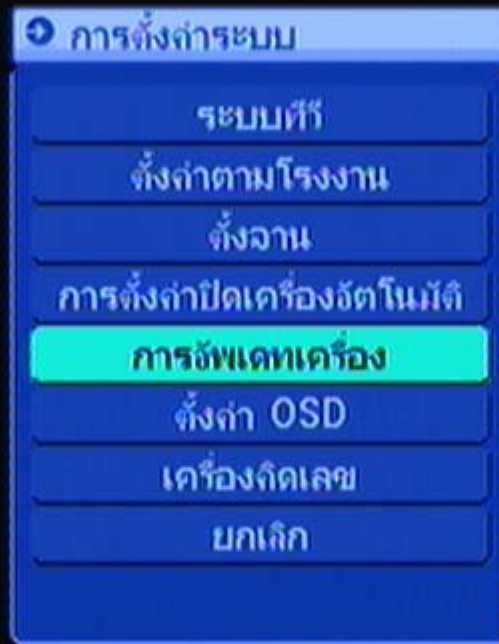 การตั้งค่าระบบ
ระบบทีวี
ตั้งค่าตามโรงงาน
ตั้งจาน
การตั้งค่าปิดเครื่องอัตโนมัติ
การอัพเดทเครื่อง
ตั้งค่า OSD
เครื่องคิดเลข
ยกเลิก